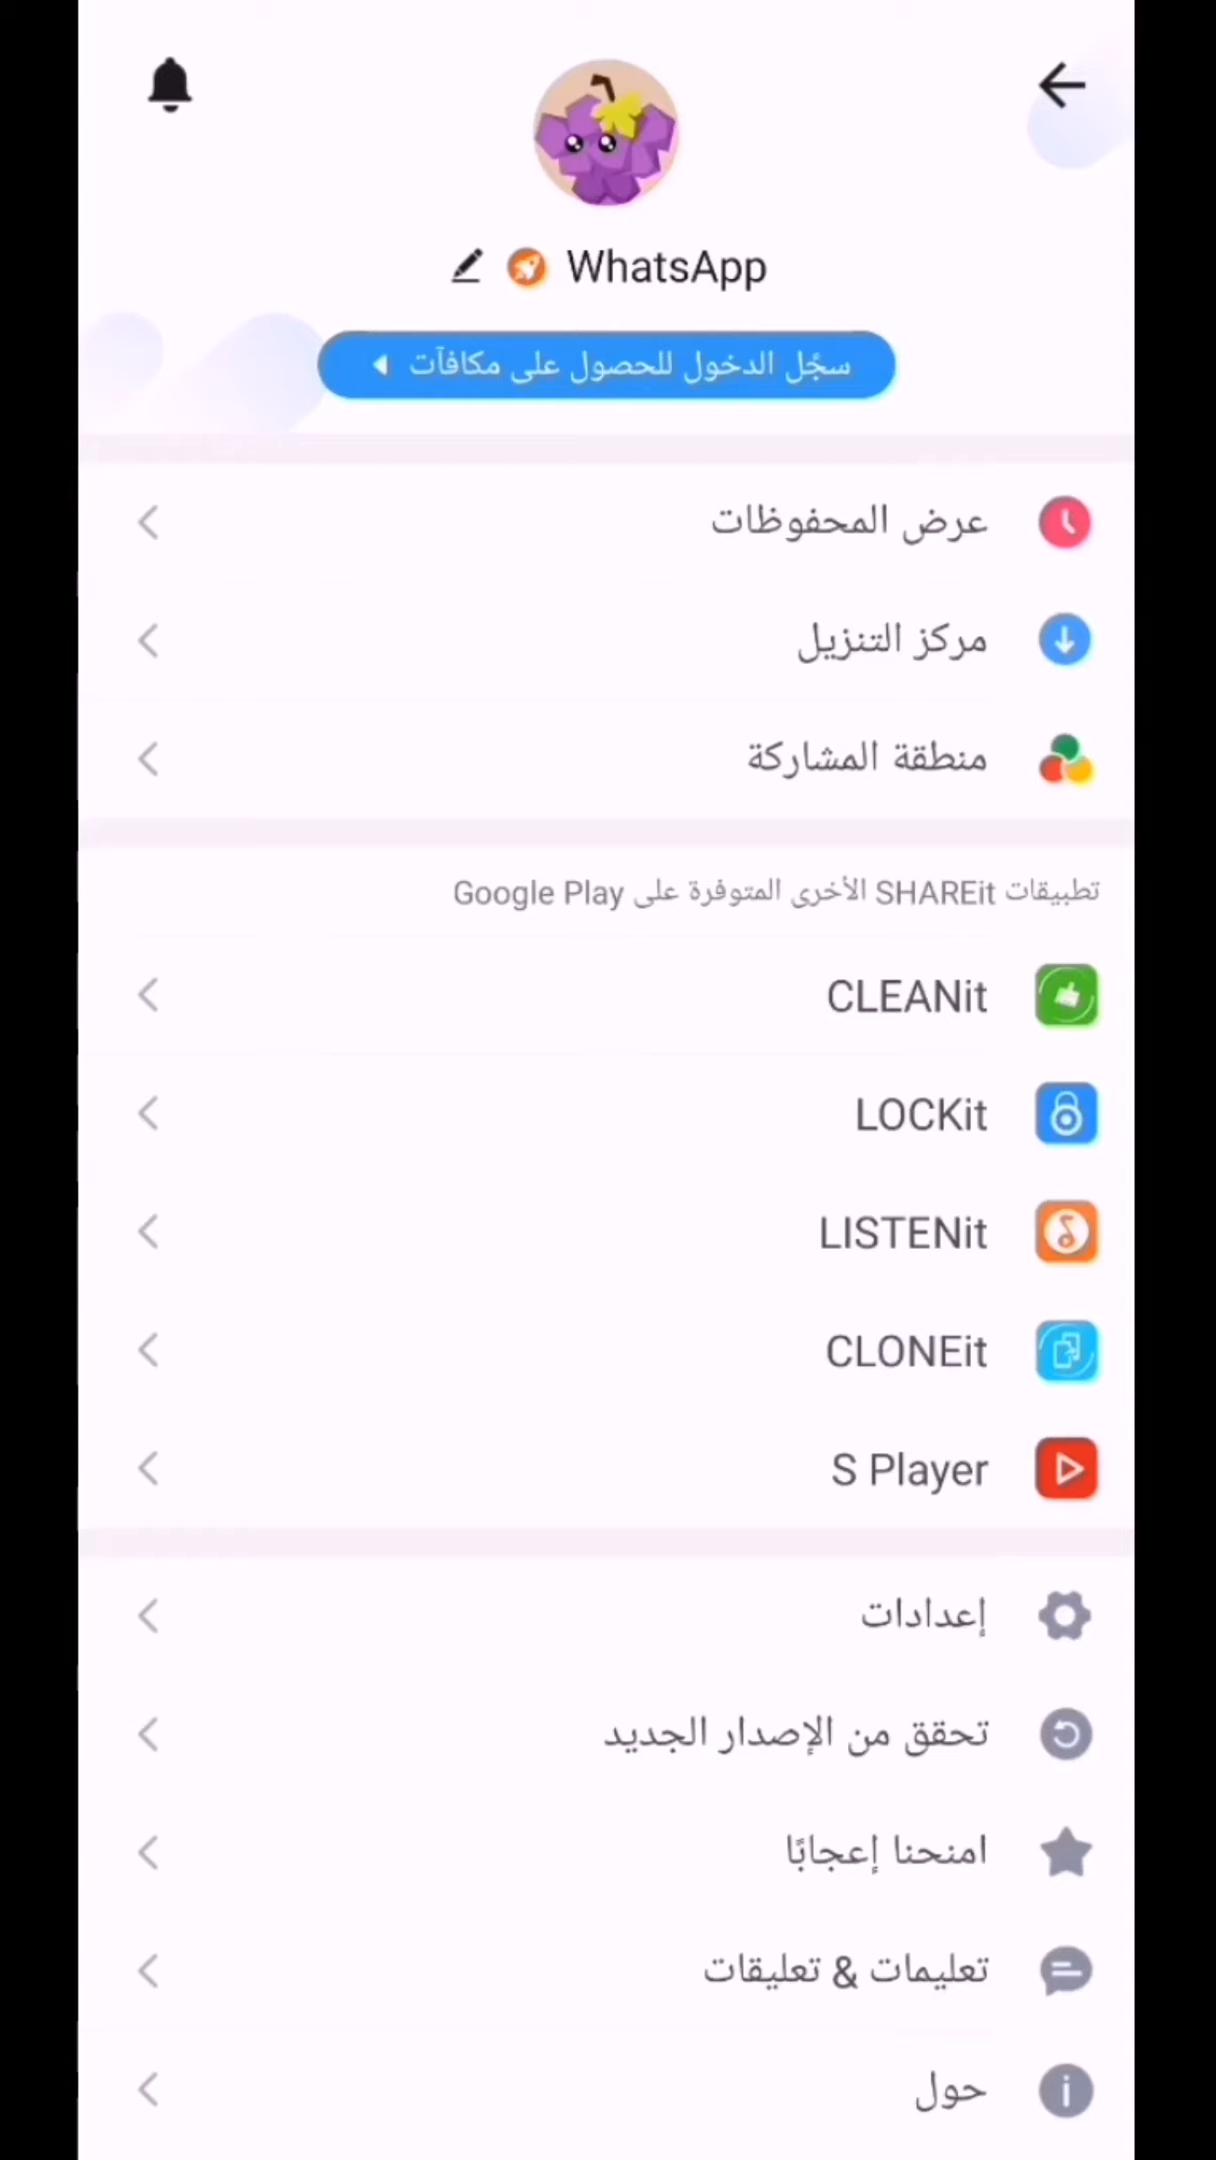 WhatsApp
سجًل الدخول للحصول على مكافآت
عرض المحفوظات
مركز التنزيل
منطقة المشاركة
تطبيقات SHAREit الأخرى المتوفرة على Google Play
CLEANit
LOCKit
LISTENit
CLONEit
S Player
إعدادات
تحقق من الإصدار الجديد
امنحنا إعجابًا
تعليمات & تعليقات
حول